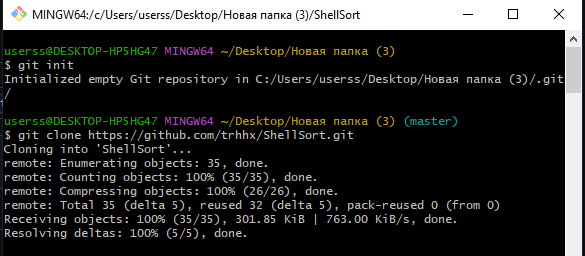 MINGW64:/c/Users/userss/Desktop/Новая папка (3)/ShellSort
userss@DESKTOP-HP5HG47 MINGW64 ~/Desktop/Новая папка (3)
$ git init
Initialized empty Git repository in C:/Users/userss/Desktop/Новая папка (3)/.git
/
userss@DESKTOP-HP5HG47 MINGW64 ~/Desktop/Новая папка (3) (master)
$ git clone https://github.com/trhhx/ShellSort.git
Cloning into 'ShellSort'...
remote: Enumerating objects: 35, done.
remote: Counting objects: 100% (35/35), done.
remote: Compressing objects: 100% (26/26), done.
remote: Total 35 (delta 5), reused 32 (delta 5), pack-reused 0 (from 0)
Receiving objects: 100% (35/35), 301.85 KiB | 763.00 KiB/s, done.
Resolving deltas: 100% (5/5), done.